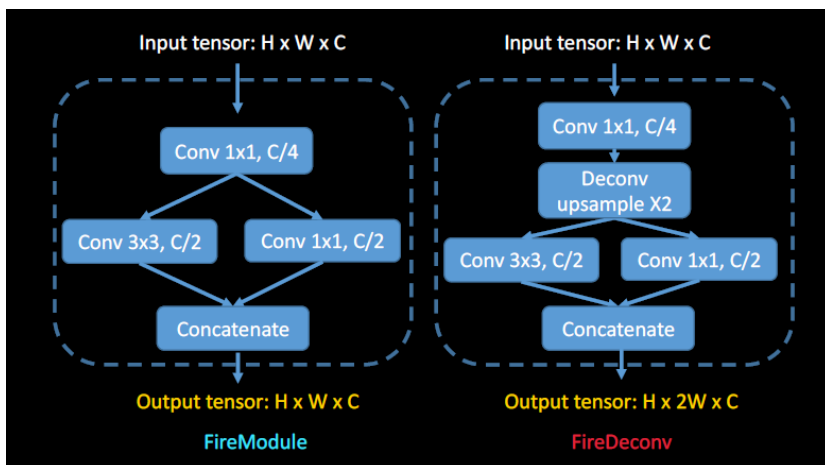 Input tensor: H x W x C
Conv 1x1, C/4
Conv 3x3, C/2
Conv 1x1, C/2
Concatenate
Output tensor: H x W x C
FireModule
Input tensor: H x W x C
Conv 1x1, C/4
Deconv
upsample X2
Conv 3x3, C/2
Conv 1x1, C/2
Concatenate
Output tensor: H x 2W x C
FireDeconv